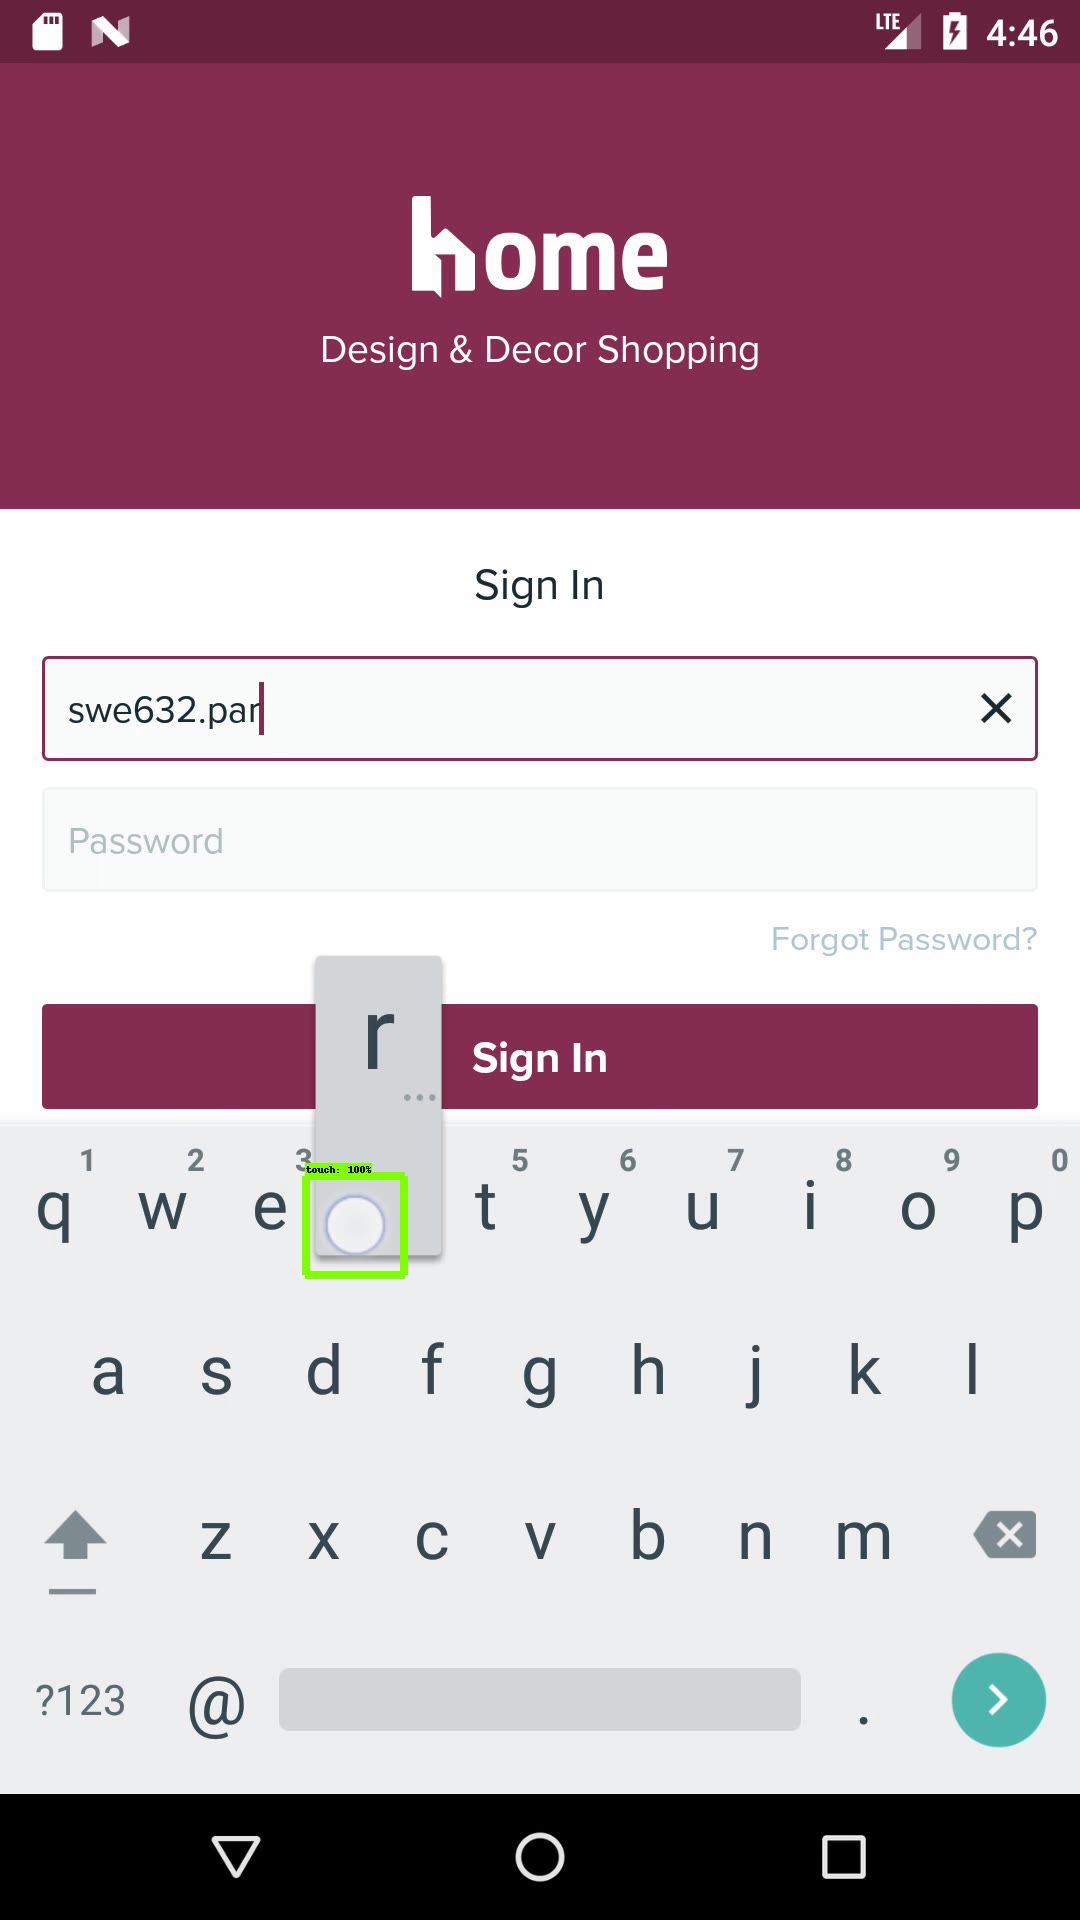 LTE 4:46
home
Design & Decor Shopping
Sign In
swe632.par
Password
Forgot Password?
r
...
Sign In
1 2 3 5 6 7 8 9 0
touch: 100%
q w e t y u i o p
a s d f g h j k l
z x c v b n m
?123 @ .